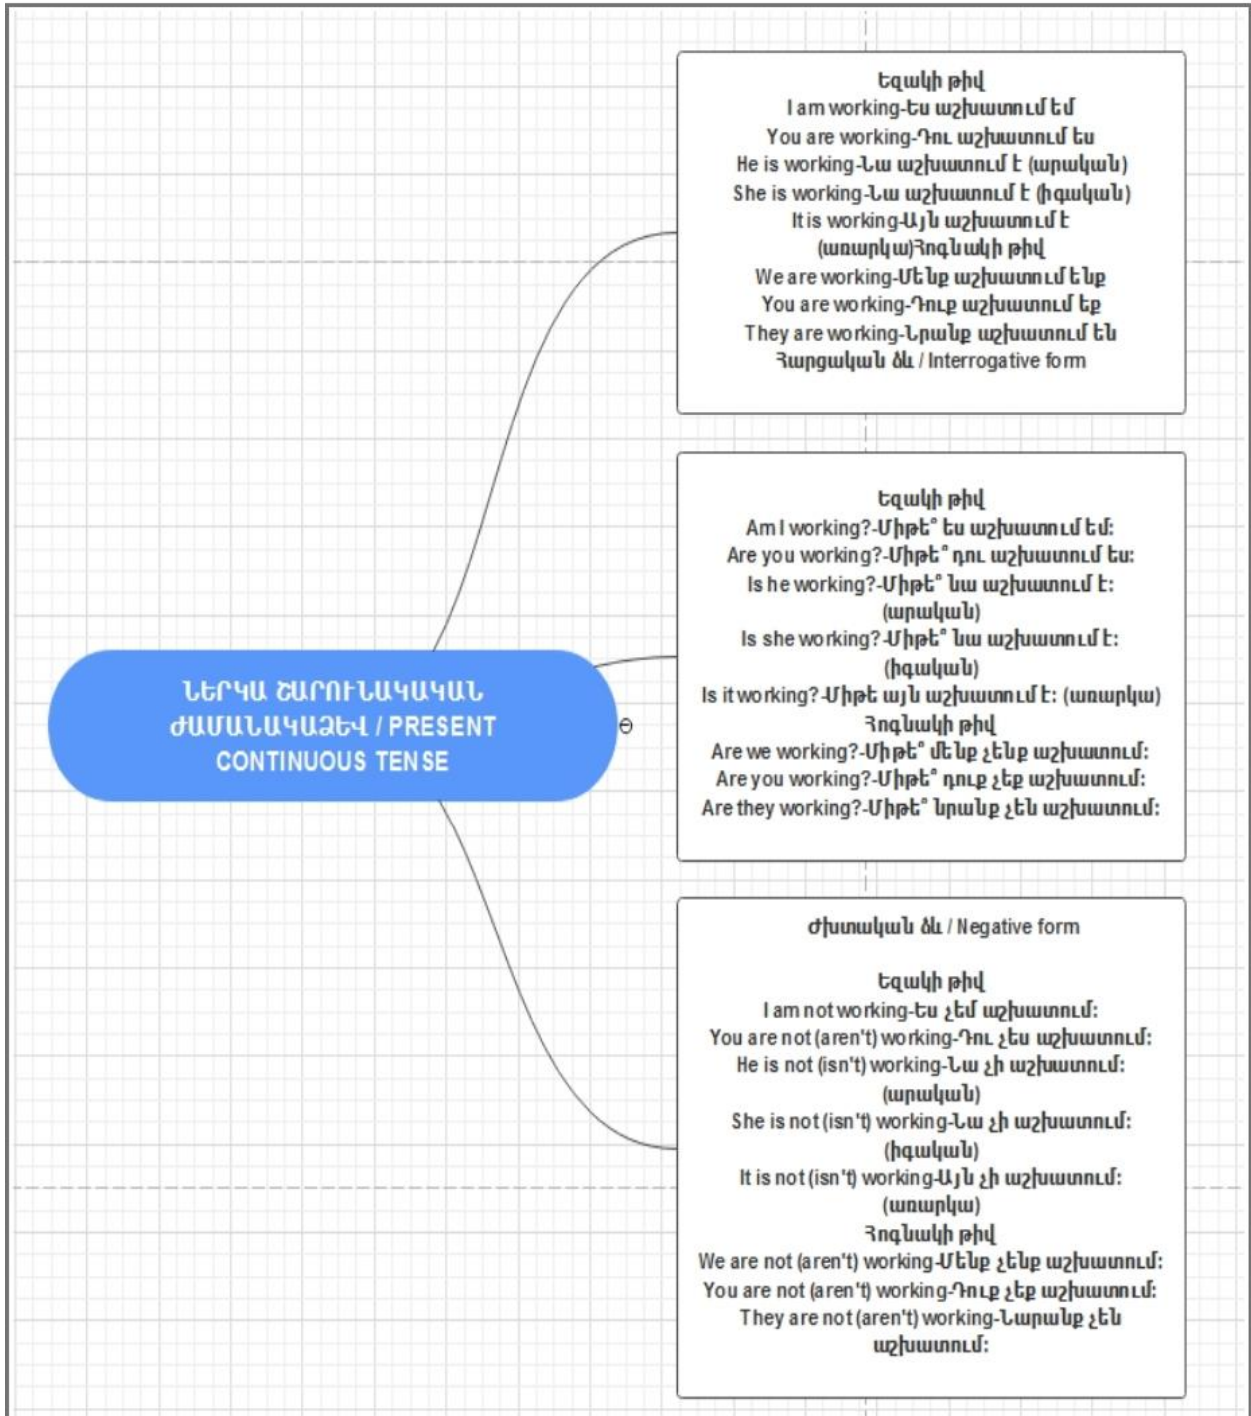 ՆԵՐԿԱ ՇԱՐՈՒՆԱԿԱԿԱՆ
ԺԱՄԱՆԱԿԱՁԵՎ / PRESENT
CONTINUOUS TENSE
Եզակի թիվ
I am working-Ես աշխատում եմ
You are working-Դու աշխատում ես
He is working-Նա աշխատում է (արական)
She is working-Նա աշխատում է (իգական)
It is working-Այն աշխատում է
(առարկա)Հոգնակի թիվ
We are working-Մենք աշխատում ենք
You are working-Դուք աշխատում եք
They are working-Նրանք աշխատում են
Հարցական ձև / Interrogative form
Եզակի թիվ
Am I working?-Միթե՞ ես աշխատում եմ:
Are you working?-Միթե՞ դու աշխատում ես:
Is he working?-Միթե՞ նա աշխատում է:
(արական)
Is she working?-Միթե՞ նա աշխատում է:
(իգական)
Is it working?-Միթե այն աշխատում է: (առարկա)
Հոգնակի թիվ
Are we working?-Միթե՞ մենք չենք աշխատում:
Are you working?-Միթե՞ դուք չեք աշխատում:
Are they working?-Միթե՞ նրանք չեն աշխատում:
Ժխտական ձև / Negative form
Եզակի թիվ
I am not working-Ես չեմ աշխատում:
You are not (aren't) working-Դու չես աշխատում:
He is not (isn't) working-Նա չի աշխատում:
(արական)
She is not (isn't) working-Նա չի աշխատում:
(իգական)
It is not (isn't) working-Այն չի աշխատում:
(առարկա)
Հոգնակի թիվ
We are not (aren't) working-Մենք չենք աշխատում:
You are not (aren't) working-Դուք չեք աշխատում:
They are not (aren't) working-Նարանք չեն
աշխատում: